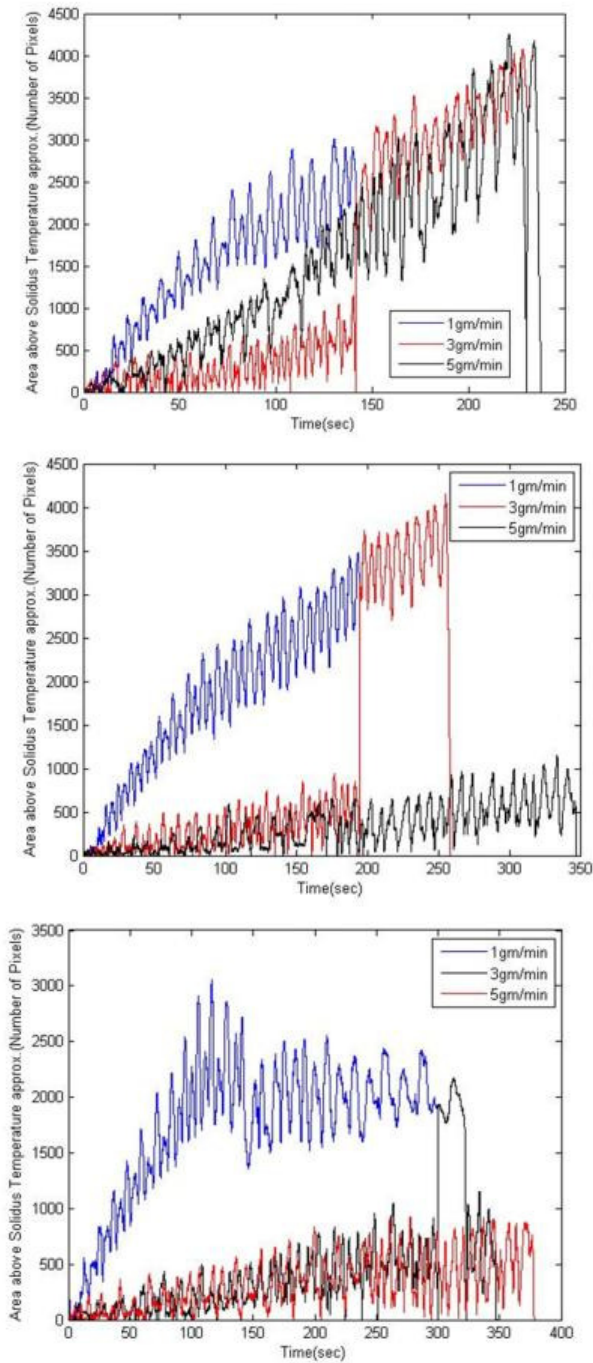 Area above Solidus Temperature approx.(Number of Pixels)
4500
4000
3500
3000
2500
2000
1500
1000
500
0
1gm/min
3gm/min
5gm/min
0 50 100 150 200 250
Time(sec)
Area above Solidus Temperature approx.(Number of Pixels)
4500
4000
3500
3000
2500
2000
1500
1000
500
0
1gm/min
3gm/min
5gm/min
0 50 100 150 200 250 300 350
Time(sec)
Area above Solidus Temperature approx.(Number of Pixels)
3500
3000
2500
2000
1500
1000
500
0
1gm/min
3gm/min
5gm/min
0 50 100 150 200 250 300 350 400
Time(sec)